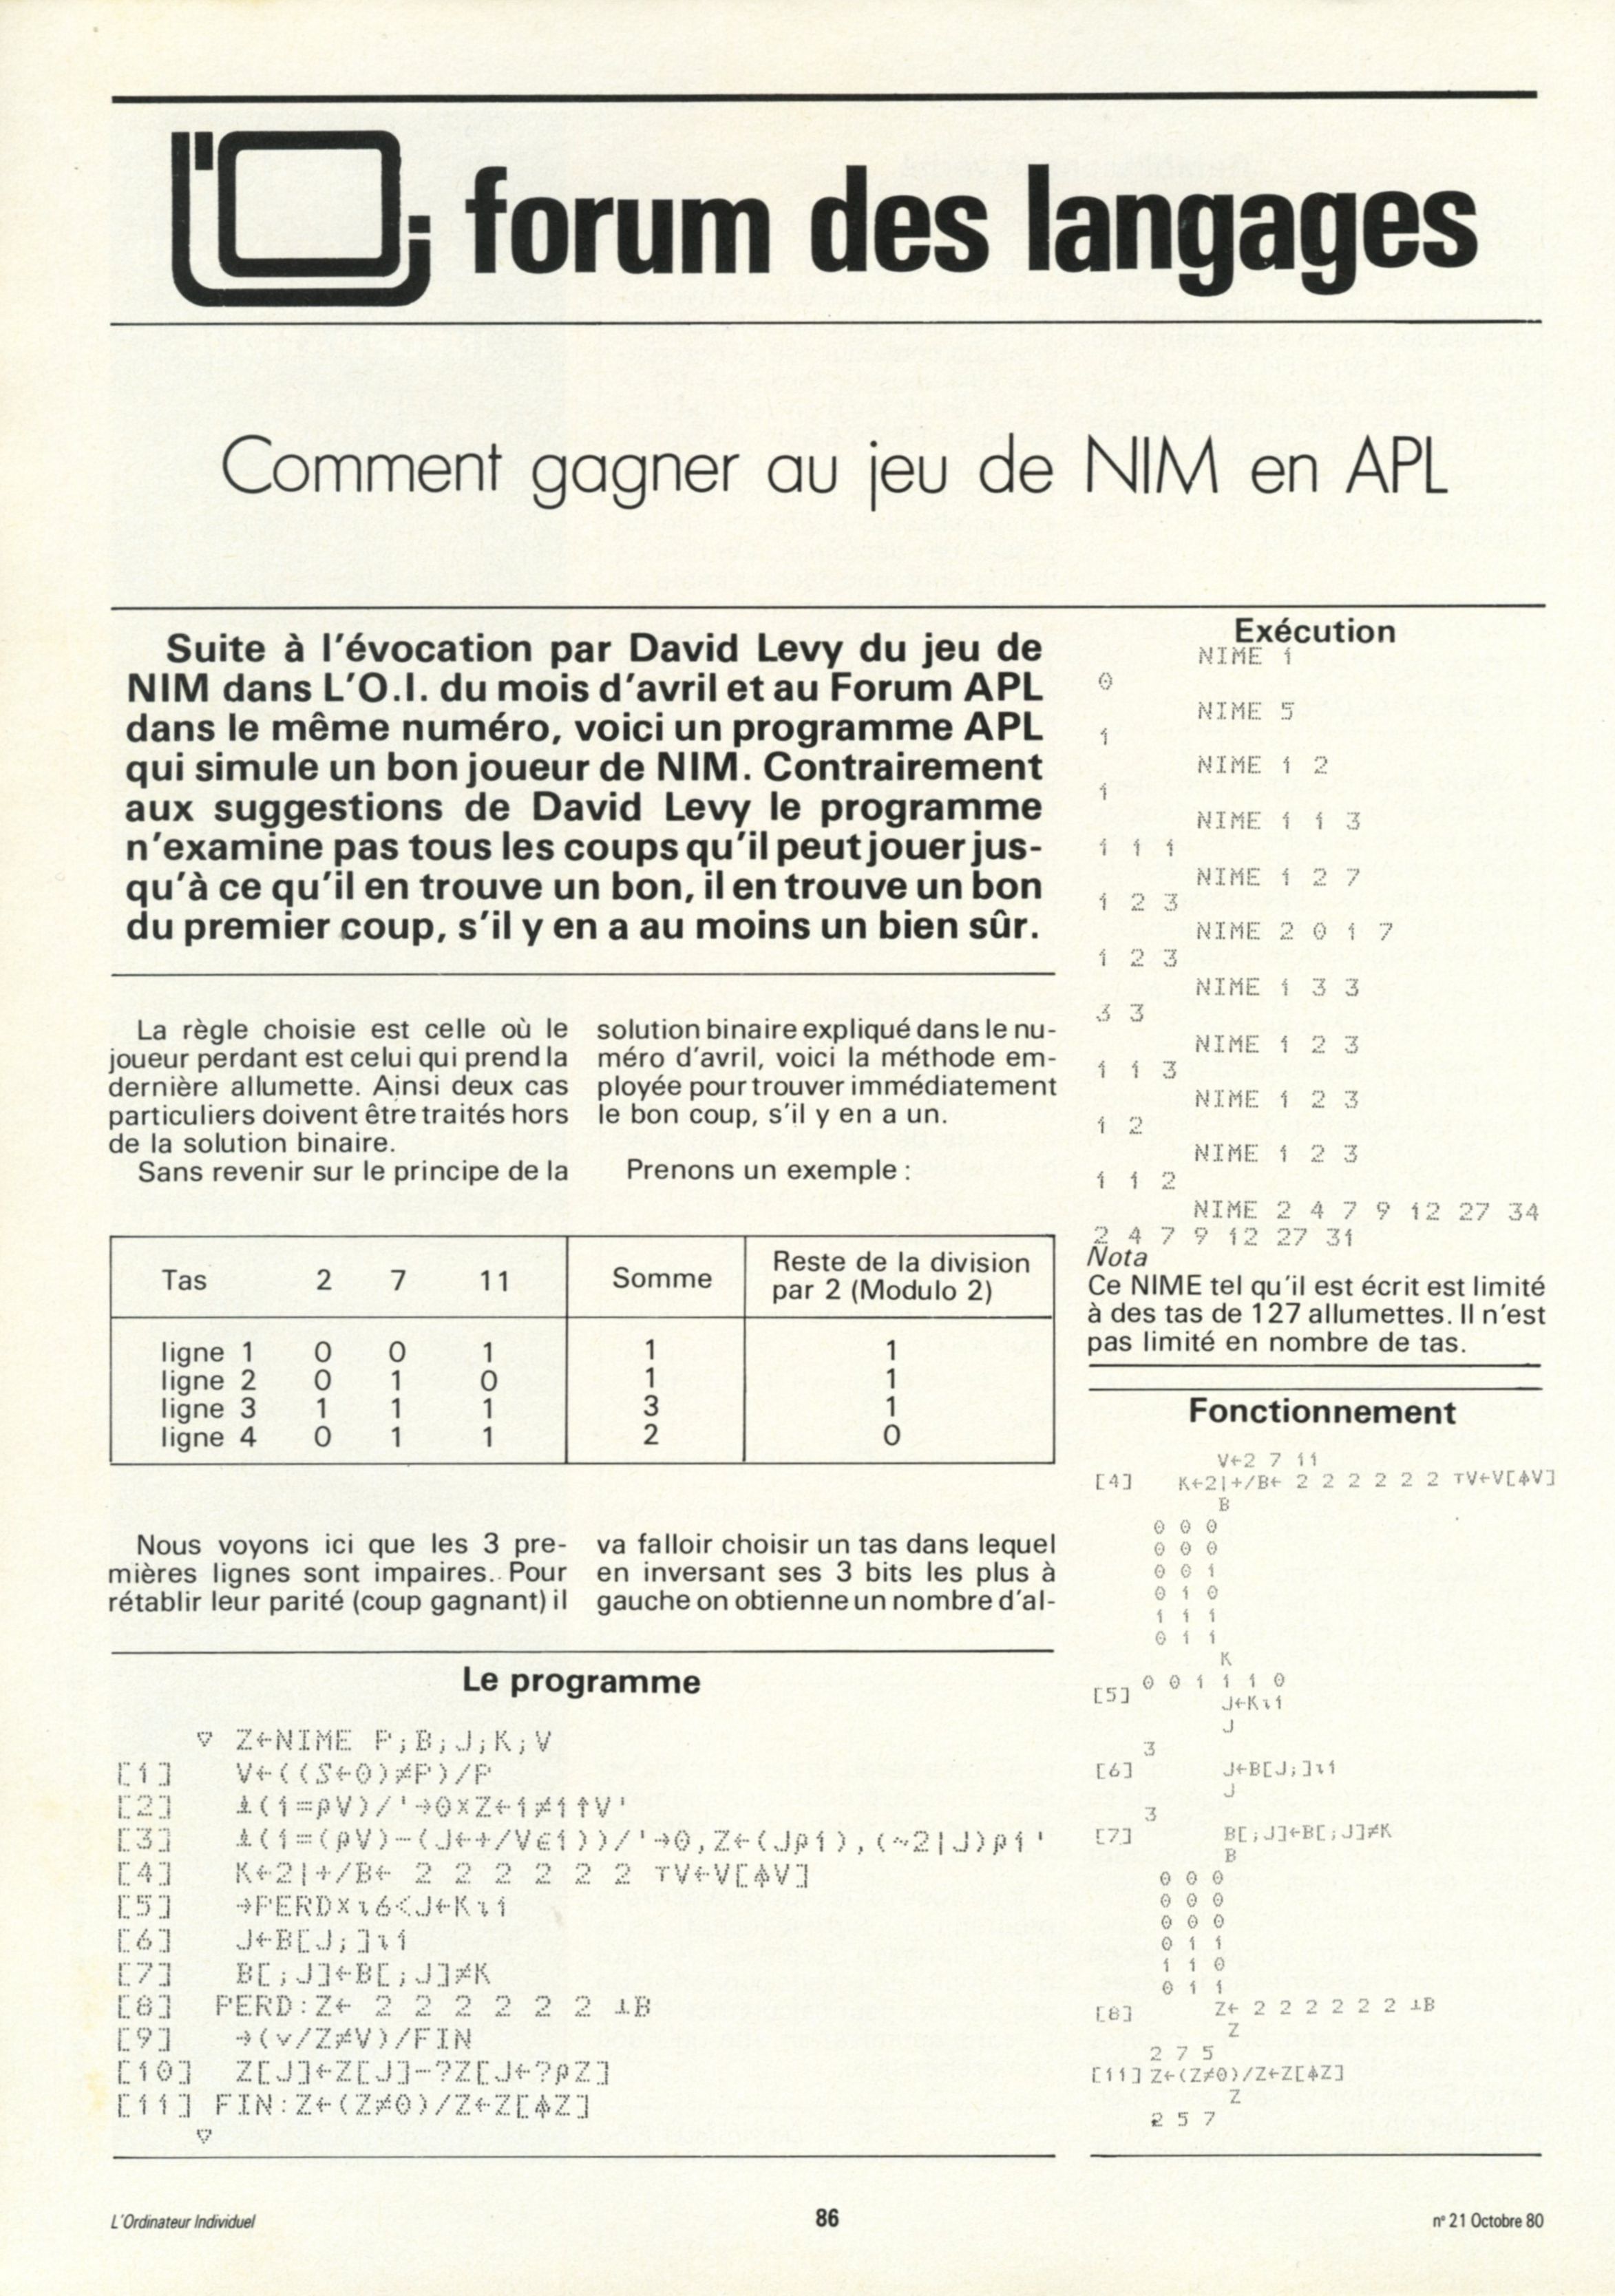 L'O.i forum des langages
Comment gagner au jeu de NIM en APL
Suite à l'évocation par David Levy du jeu de
NIM dans L'O.I. du mois d'avril et au Forum APL
dans le même numéro, voici un programme APL
qui simule un bon joueur de NIM. Contrairement
aux suggestions de David Levy le programme
n'examine pas tous les coups qu'il peut jouer jus-
qu'à ce qu'il en trouve un bon, il en trouve un bon
du premier coup, s'il y en a au moins un bien sûr.
La règle choisie est celle où le
joueur perdant est celui qui prend la
dernière allumette. Ainsi deux cas
particuliers doivent être traités hors
de la solution binaire.
Sans revenir sur le principe de la
solution binaire expliqué dans le nu-
méro d'avril, voici la méthode em-
ployée pour trouver immédiatement
le bon coup, s'il y en a un.
Prenons un exemple :
Tas 2 7 11 Somme Reste de la division
par 2 (Modulo 2)
ligne 1 0 0 1 1 1
ligne 2 0 1 0 1 1
ligne 3 1 1 1 3 1
ligne 4 0 1 1 2 0
Nous voyons ici que les 3 pre-
mières lignes sont impaires. Pour
rétablir leur parité (coup gagnant) il
va falloir choisir un tas dans lequel
en inversant ses 3 bits les plus à
gauche on obtienne un nombre d'al-
Le programme
∇ Z←NIME P;B;J;K;V
[1] V←((S←0)≠P)/P
[2] ⍎(1=⍴V)/'→0×Z←1≠1↑V'
[3] ⍎(1=(⍴V)-(J←+/V∊1))/'→0,Z←(J⍴1),(~2|J)⍴1'
[4] K←2|+/B← 2 2 2 2 2 2 ⊤V←V[⍋V]
[5] →PERD×⍳6<J←K⍳1
[6] J←B[J;]⍳1
[7] B[;J]←B[;J]≠K
[8] PERD:Z← 2 2 2 2 2 2 ⊥B
[9] →(∨/Z≠V)/FIN
[10] Z[J]←Z[J]-?Z[J←?⍴Z]
[11] FIN:Z←(Z≠0)/Z←Z[⍋Z]
∇
Exécution
NIME 1
0
NIME 5
1
NIME 1 2
1
NIME 1 1 3
1 1 1
NIME 1 2 7
1 2 3
NIME 2 0 1 7
1 2 3
NIME 1 3 3
3 3
NIME 1 2 3
1 1 3
NIME 1 2 3
1 2
NIME 1 2 3
1 1 2
NIME 2 4 7 9 12 27 34
2 4 7 9 12 27 31
Nota
Ce NIME tel qu'il est écrit est limité
à des tas de 127 allumettes. Il n'est
pas limité en nombre de tas.
Fonctionnement
V←2 7 11
[4] K←2|+/B← 2 2 2 2 2 2 ⊤V←V[⍋V]
B
0 0 0
0 0 0
0 0 1
0 1 0
1 1 1
0 1 1
K
0 0 1 1 1 0
[5] J←K⍳1
J
3
[6] J←B[J;]⍳1
J
3
[7] B[;J]←B[;J]≠K
B
0 0 0
0 0 0
0 0 0
0 1 1
1 1 0
0 1 1
[8] Z← 2 2 2 2 2 2 ⊥B
Z
2 7 5
[11] Z←(Z≠0)/Z←Z[⍋Z]
Z
2 5 7
L'Ordinateur Individuel
86
n° 21 Octobre 80